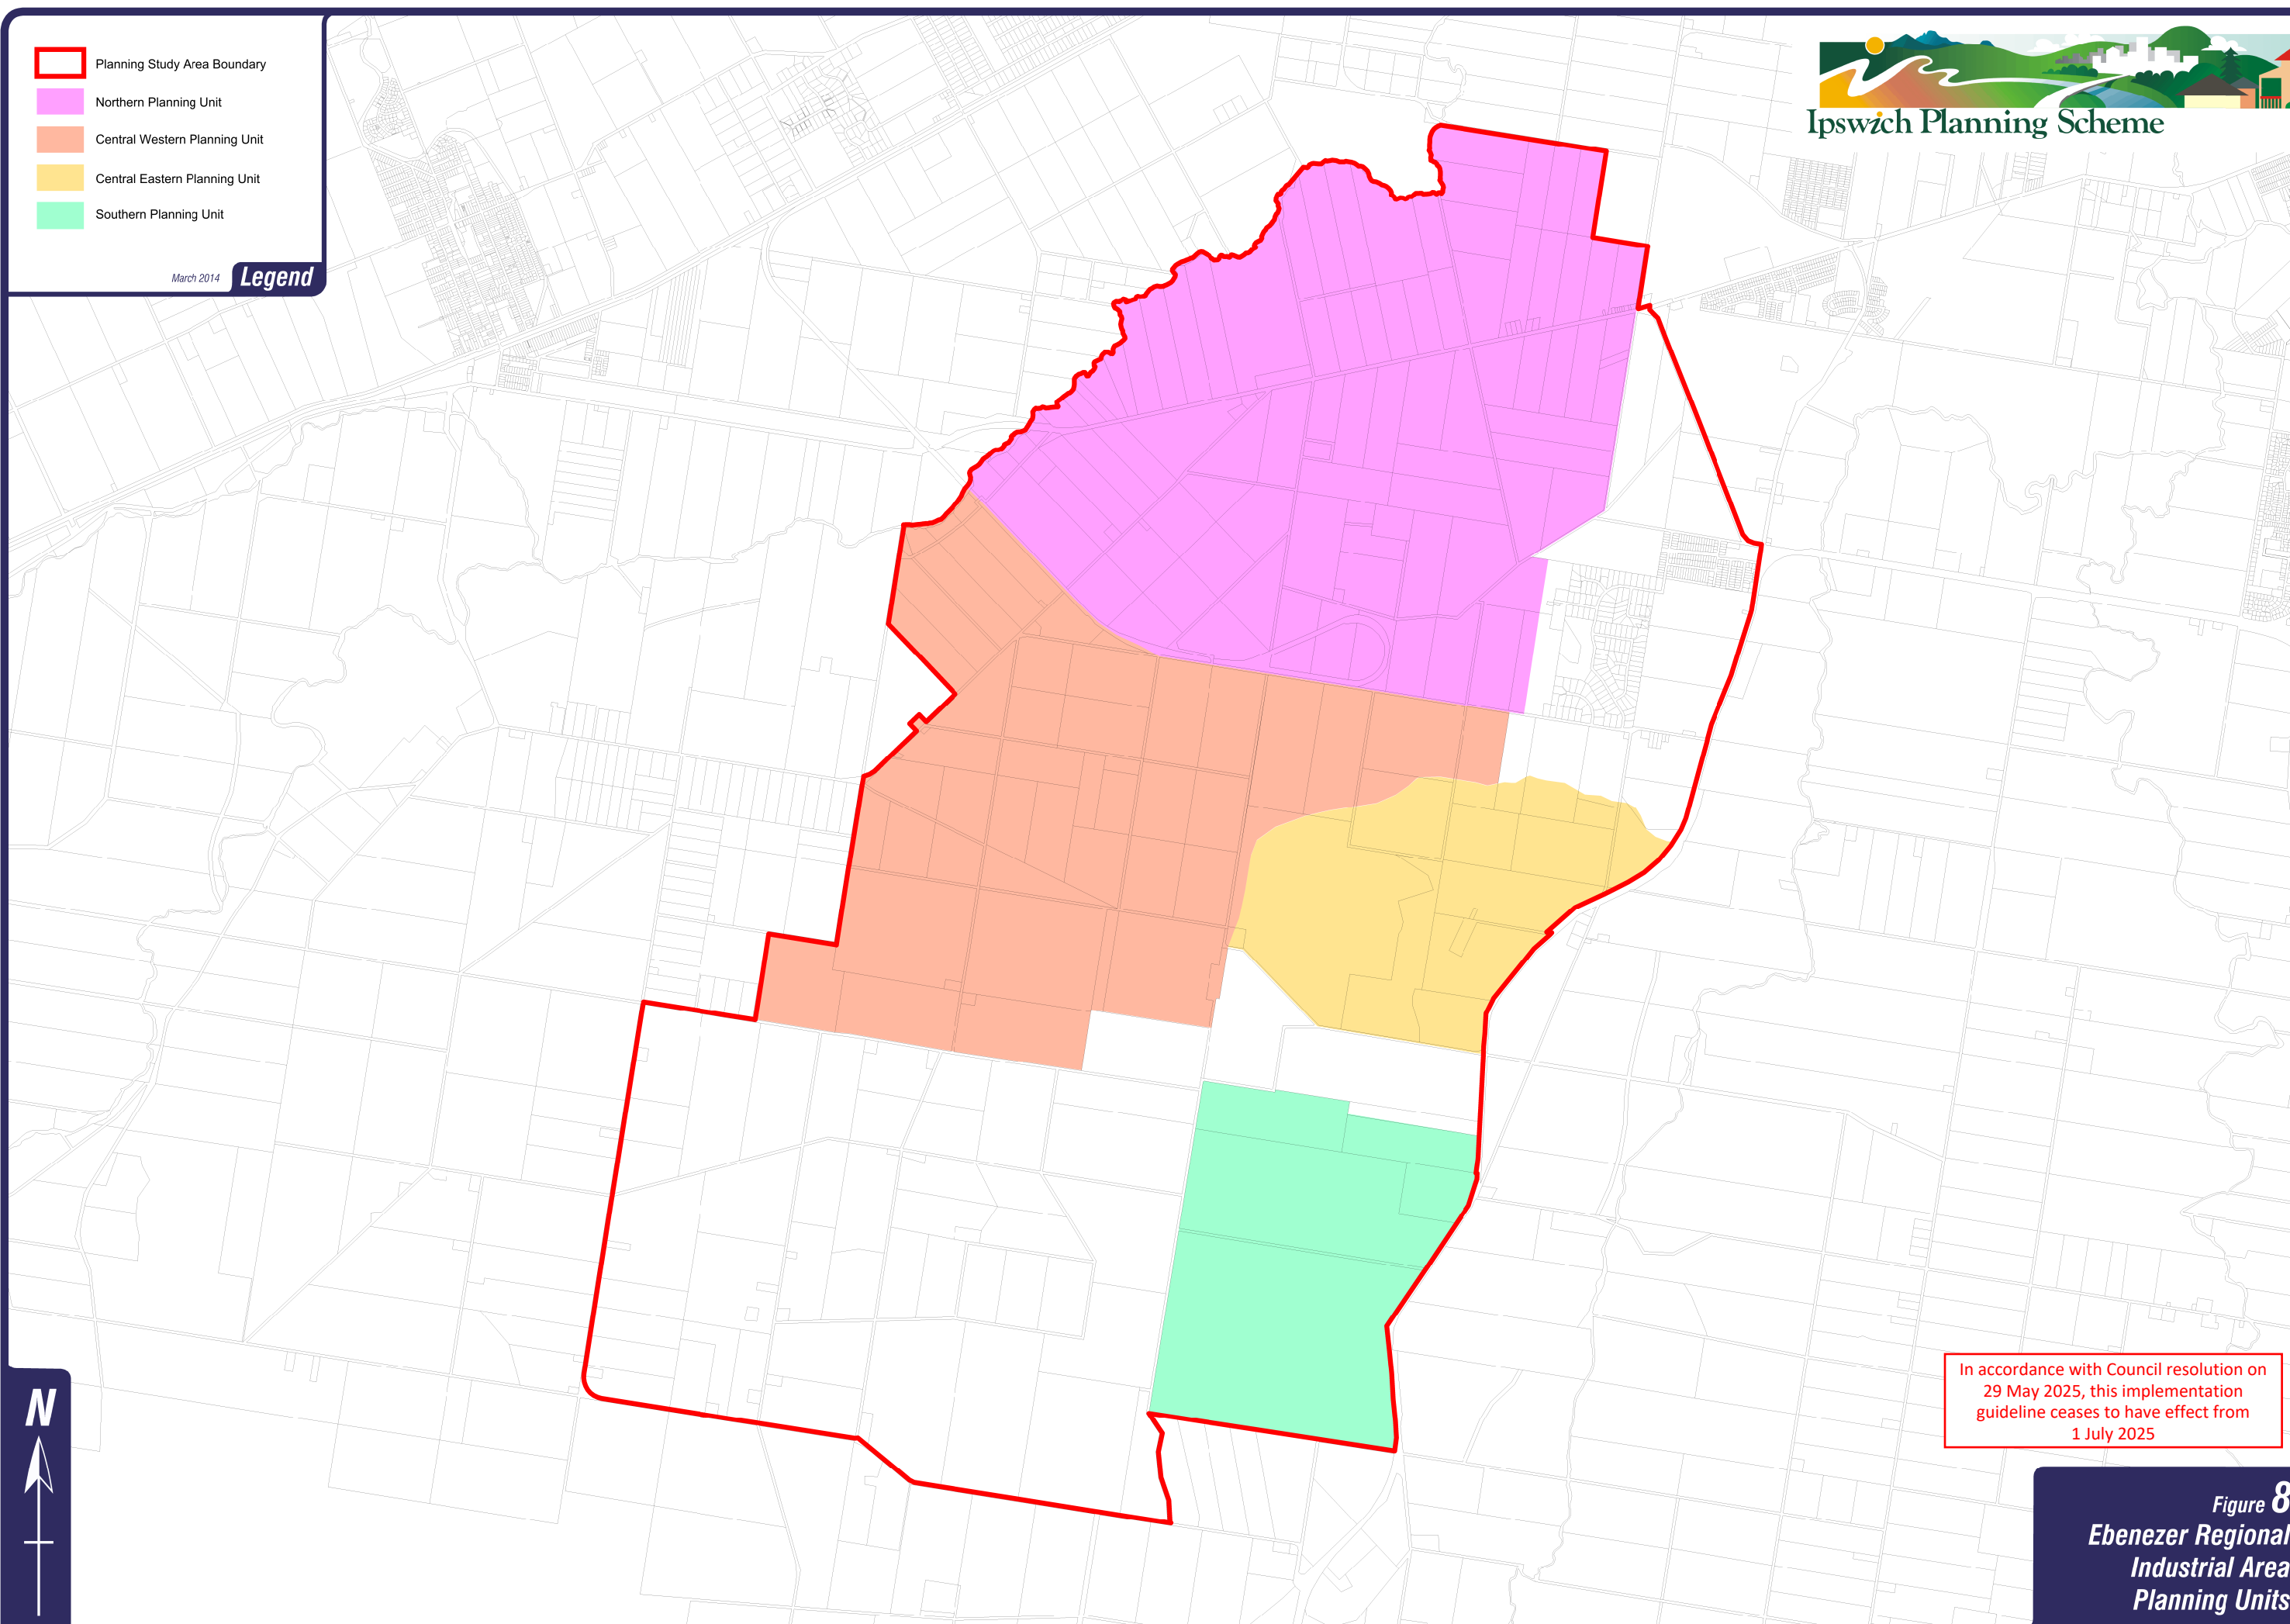 Planning Study Area Boundary
Northern Planning Unit
Central Western Planning Unit
Central Eastern Planning Unit
Southern Planning Unit
March 2014
Legend
Ipswich Planning Scheme
N
In accordance with Council resolution on
29 May 2025, this implementation
guideline ceases to have effect from
1 July 2025
Figure 8
Ebenezer Regional
Industrial Area
Planning Units